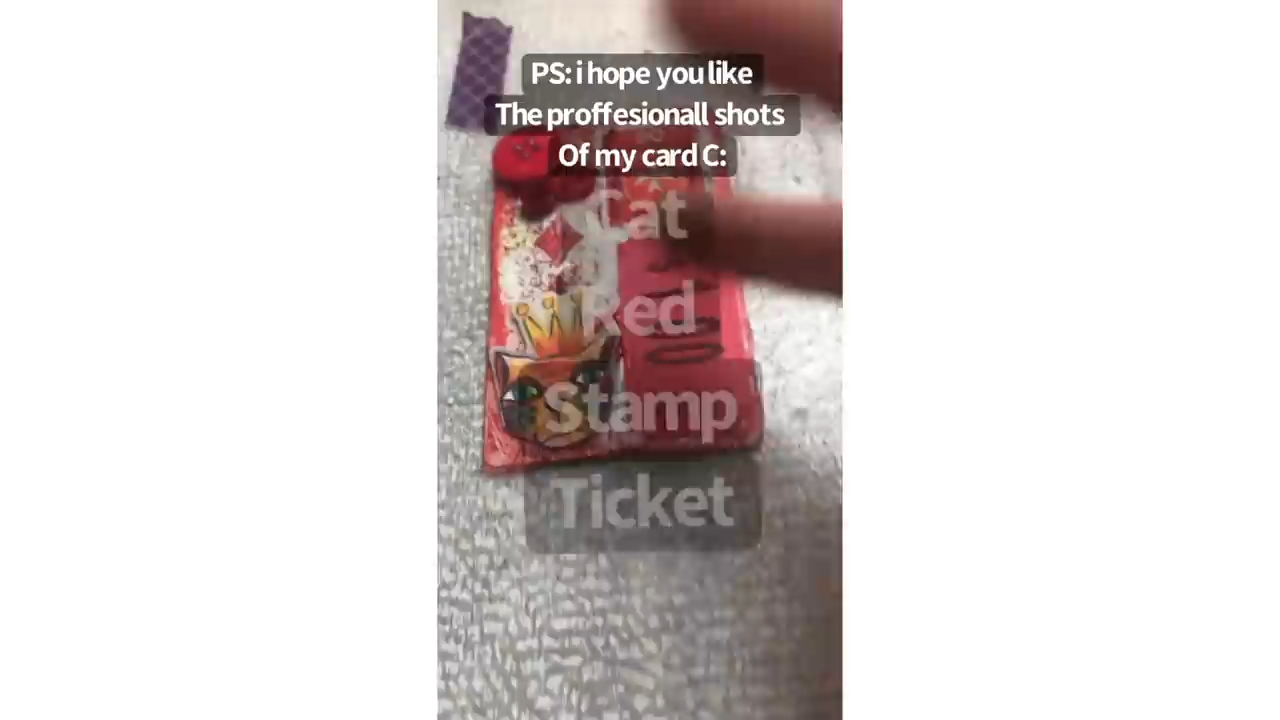 PS: i hope you like
The proffesionall shots
Of my card C:
Cat
Red
Stamp
Ticket